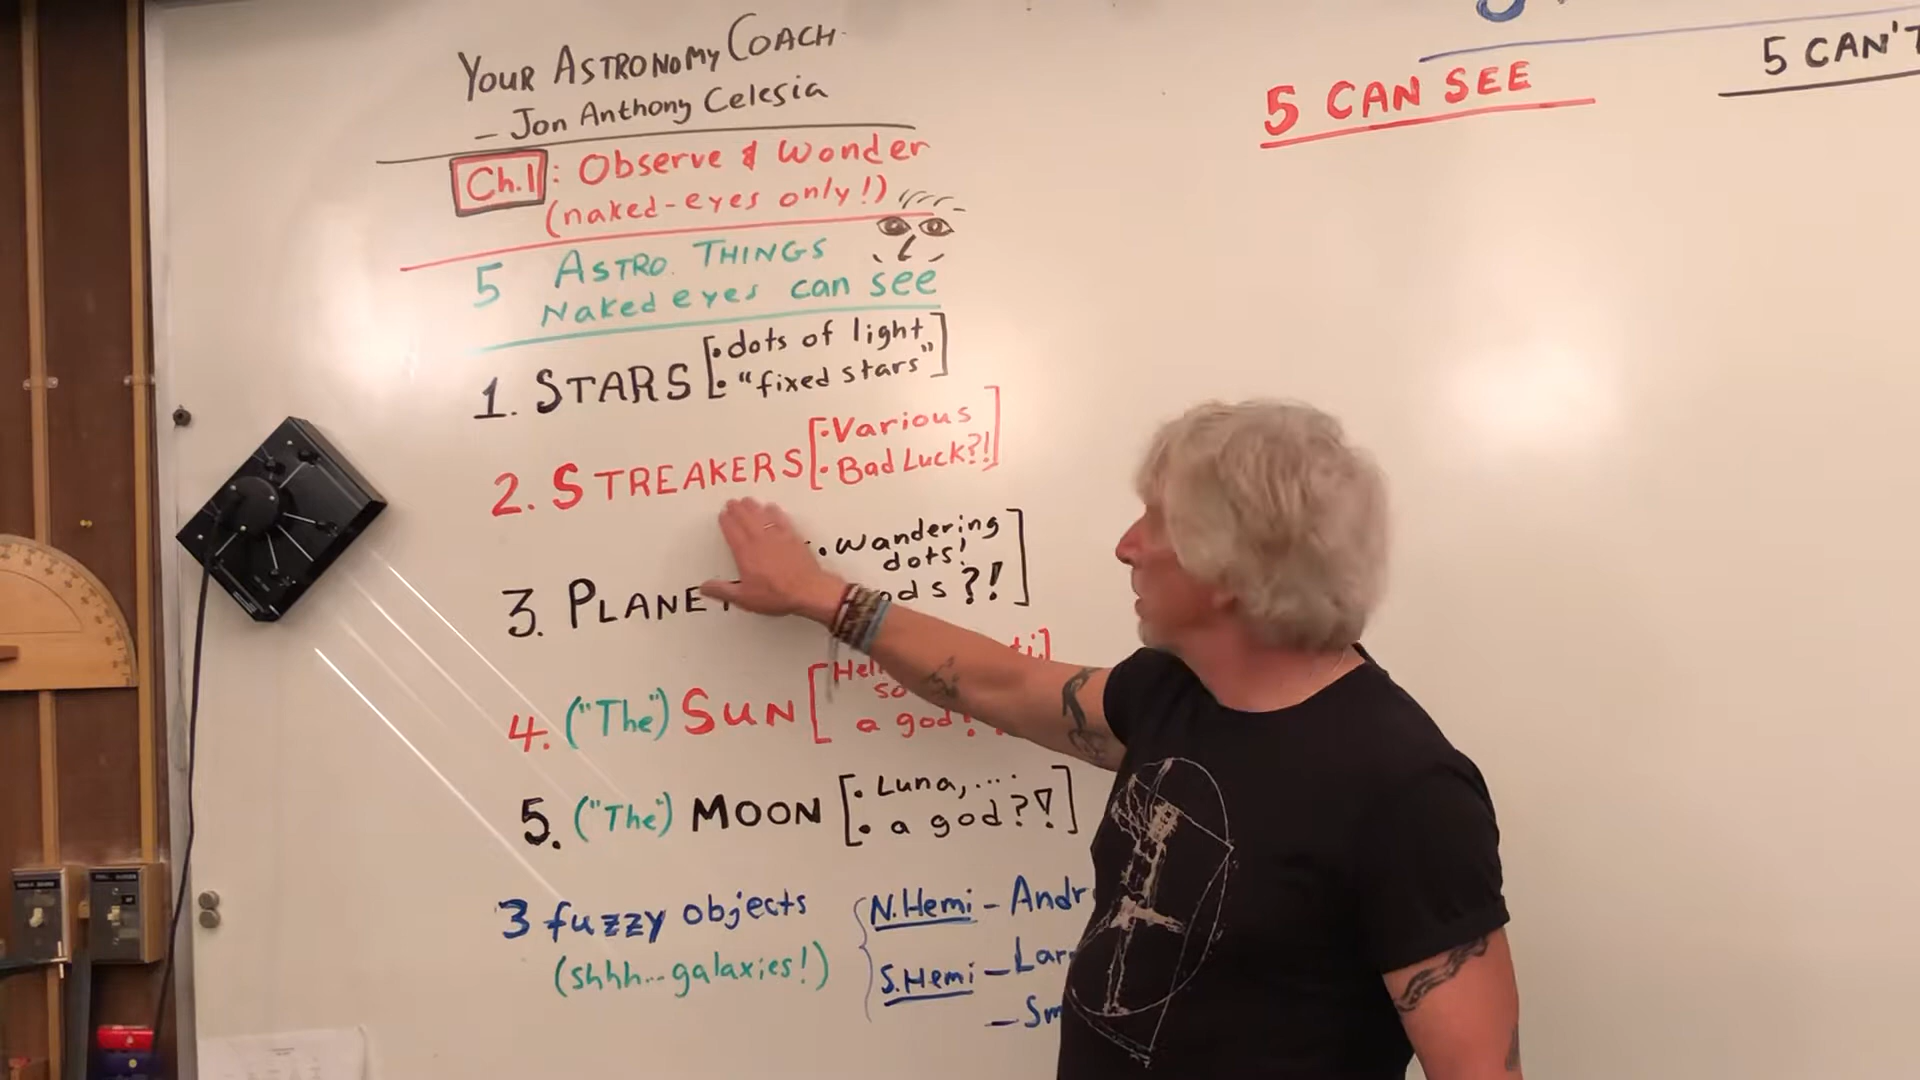 YOUR ASTRONOMY COACH
– Jon Anthony Celesia
Ch.1: Observe & Wonder
(naked-eyes only!)
5 ASTRO. THINGS
Naked eyes can see
1. STARS [• dots of light
• "fixed stars"]
2. STREAKERS [• Various
• Bad Luck?!]
3. PLANE
• Wandering
dots!
ds?!]
4. ("The") SUN [Hel
so
a god?
5. ("The") MOON [• Luna, ...
• a god?!]
3 fuzzy objects
(shhh... galaxies!)
N.Hemi – Andr
S.Hemi – Lar
– Sm
5 CAN SEE
5 CAN'T